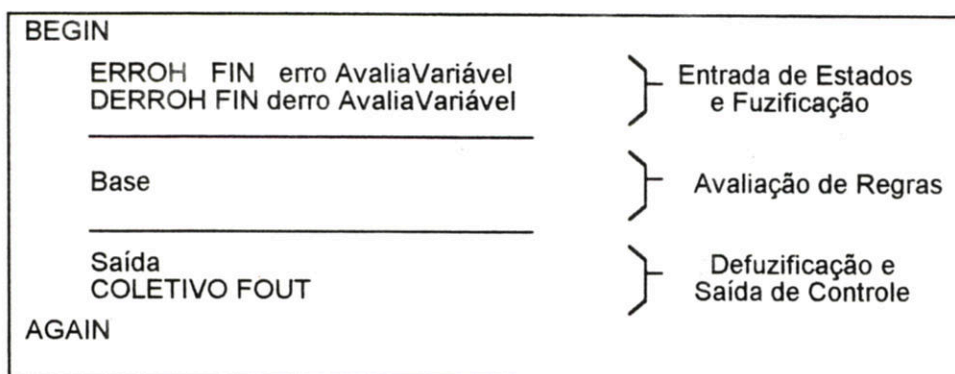 BEGIN
ERROH FIN erro AvaliaVariável
DERROH FIN derro AvaliaVariável
Entrada de Estados
e Fuzificação
Base
Avaliação de Regras
Saída
COLETIVO FOUT
Defuzificação e
Saída de Controle
AGAIN